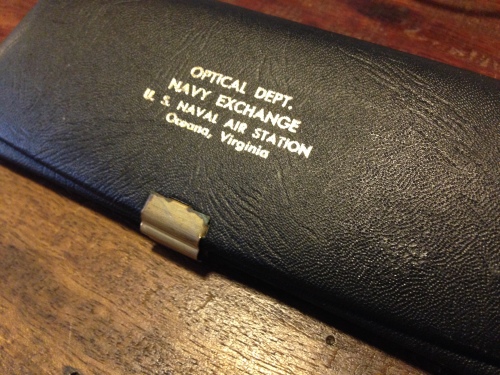 OPTICAL DEPT.
NAVY EXCHANGE
U. S. NAVAL AIR STATION
Oceana, Virginia